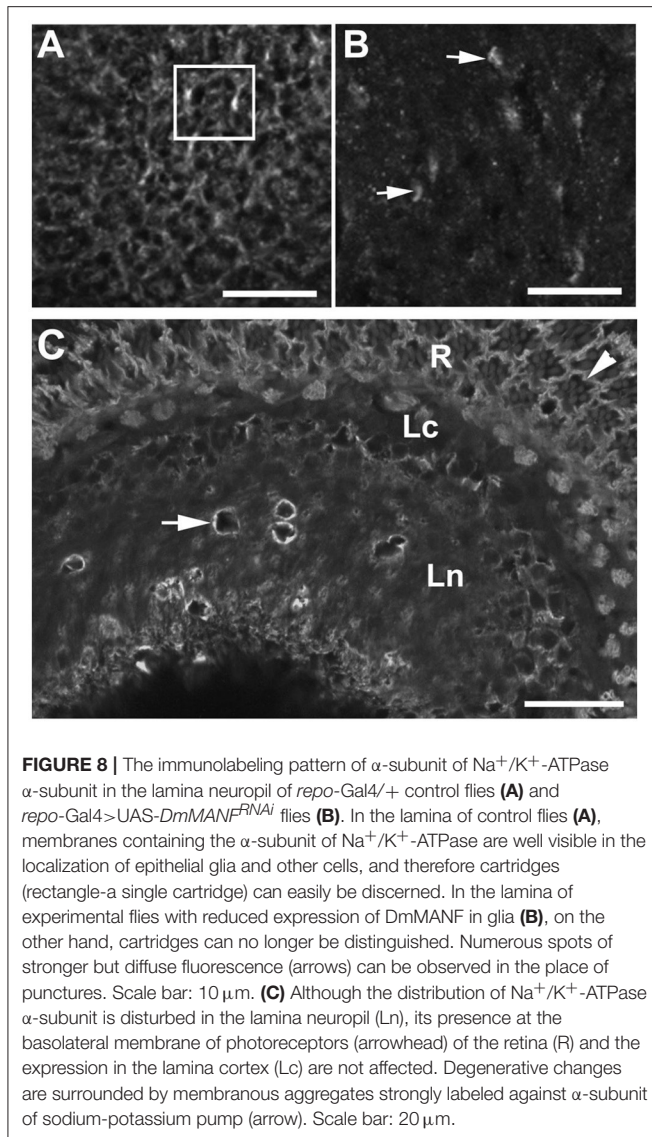 A
B
C
R
Lc
Ln
FIGURE 8 | The immunolabeling pattern of α-subunit of Na+/K+-ATPase
α-subunit in the lamina neuropil of repo-Gal4/+ control flies (A) and
repo-Gal4>UAS-DmMANFRNAi flies (B). In the lamina of control flies (A),
membranes containing the α-subunit of Na+/K+-ATPase are well visible in the
localization of epithelial glia and other cells, and therefore cartridges
(rectangle-a single cartridge) can easily be discerned. In the lamina of
experimental flies with reduced expression of DmMANF in glia (B), on the
other hand, cartridges can no longer be distinguished. Numerous spots of
stronger but diffuse fluorescence (arrows) can be observed in the place of
punctures. Scale bar: 10 μm. (C) Although the distribution of Na+/K+-ATPase
α-subunit is disturbed in the lamina neuropil (Ln), its presence at the
basolateral membrane of photoreceptors (arrowhead) of the retina (R) and the
expression in the lamina cortex (Lc) are not affected. Degenerative changes
are surrounded by membranous aggregates strongly labeled against α-subunit
of sodium-potassium pump (arrow). Scale bar: 20 μm.